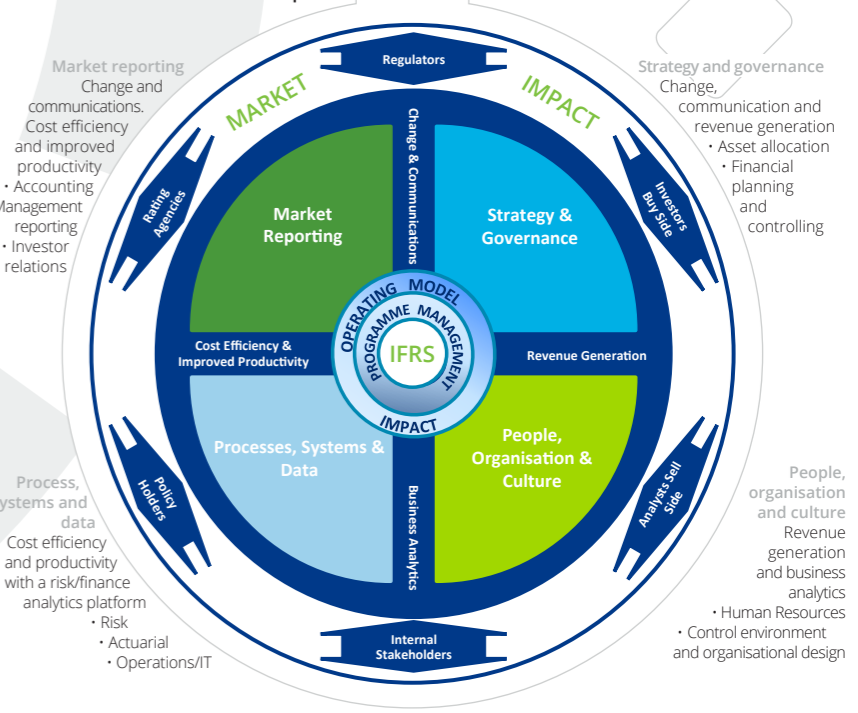 Regulators
MARKET
IMPACT
Market reporting
Change and
communications.
Cost efficiency
and improved
productivity
• Accounting
Management
reporting
• Investor
relations
Strategy and governance
Change,
communication and
revenue generation
• Asset allocation
• Financial
planning
and
controlling
Rating
Agencies
Investors
Buy Side
Change & Communications
Market
Reporting
Strategy &
Governance
OPERATING MODEL
PROGRAMME MANAGEMENT
IFRS
IMPACT
Cost Efficiency &
Improved Productivity
Revenue Generation
Processes, Systems &
Data
People,
Organisation &
Culture
Business Analytics
Policy
Holders
Analysts Sell
Side
Internal
Stakeholders
Process,
systems and
data
Cost efficiency
and productivity
with a risk/finance
analytics platform
• Risk
• Actuarial
• Operations/IT
People,
organisation
and culture
Revenue
generation
and business
analytics
• Human Resources
• Control environment
and organisational design